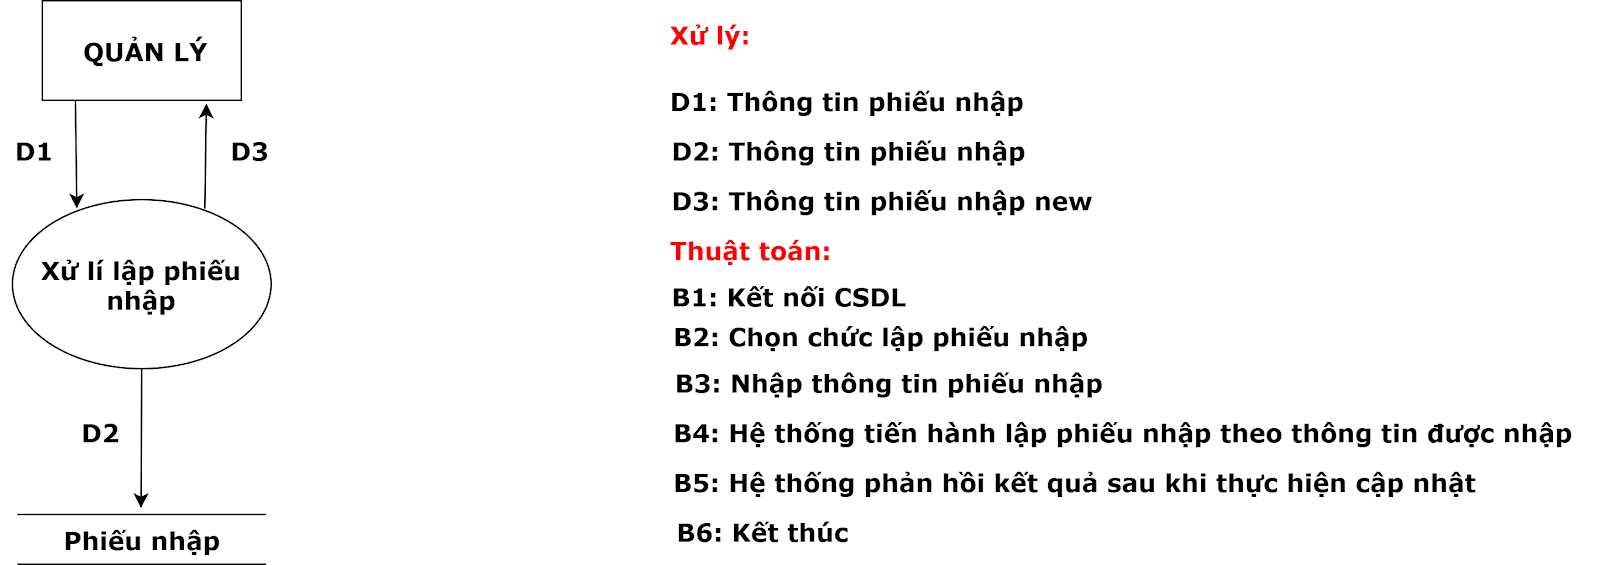 QUẢN LÝ
D1
D3
Xử lí lập phiếu
nhập
D2
Phiếu nhập
Xử lý:
D1: Thông tin phiếu nhập
D2: Thông tin phiếu nhập
D3: Thông tin phiếu nhập new
Thuật toán:
B1: Kết nối CSDL
B2: Chọn chức lập phiếu nhập
B3: Nhập thông tin phiếu nhập
B4: Hệ thống tiến hành lập phiếu nhập theo thông tin được nhập
B5: Hệ thống phản hồi kết quả sau khi thực hiện cập nhật
B6: Kết thúc